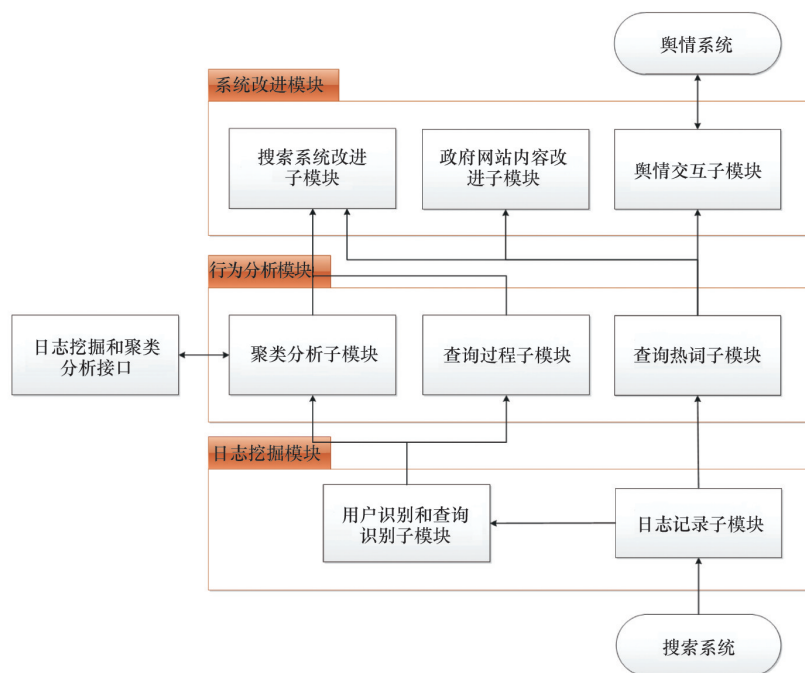 舆情系统
系统改进模块
搜索系统改进
子模块
政府网站内容改
进子模块
舆情交互子模块
行为分析模块
日志挖掘和聚类
分析接口
聚类分析子模块
查询过程子模块
查询热词子模块
日志挖掘模块
用户识别和查询
识别子模块
日志记录子模块
搜索系统